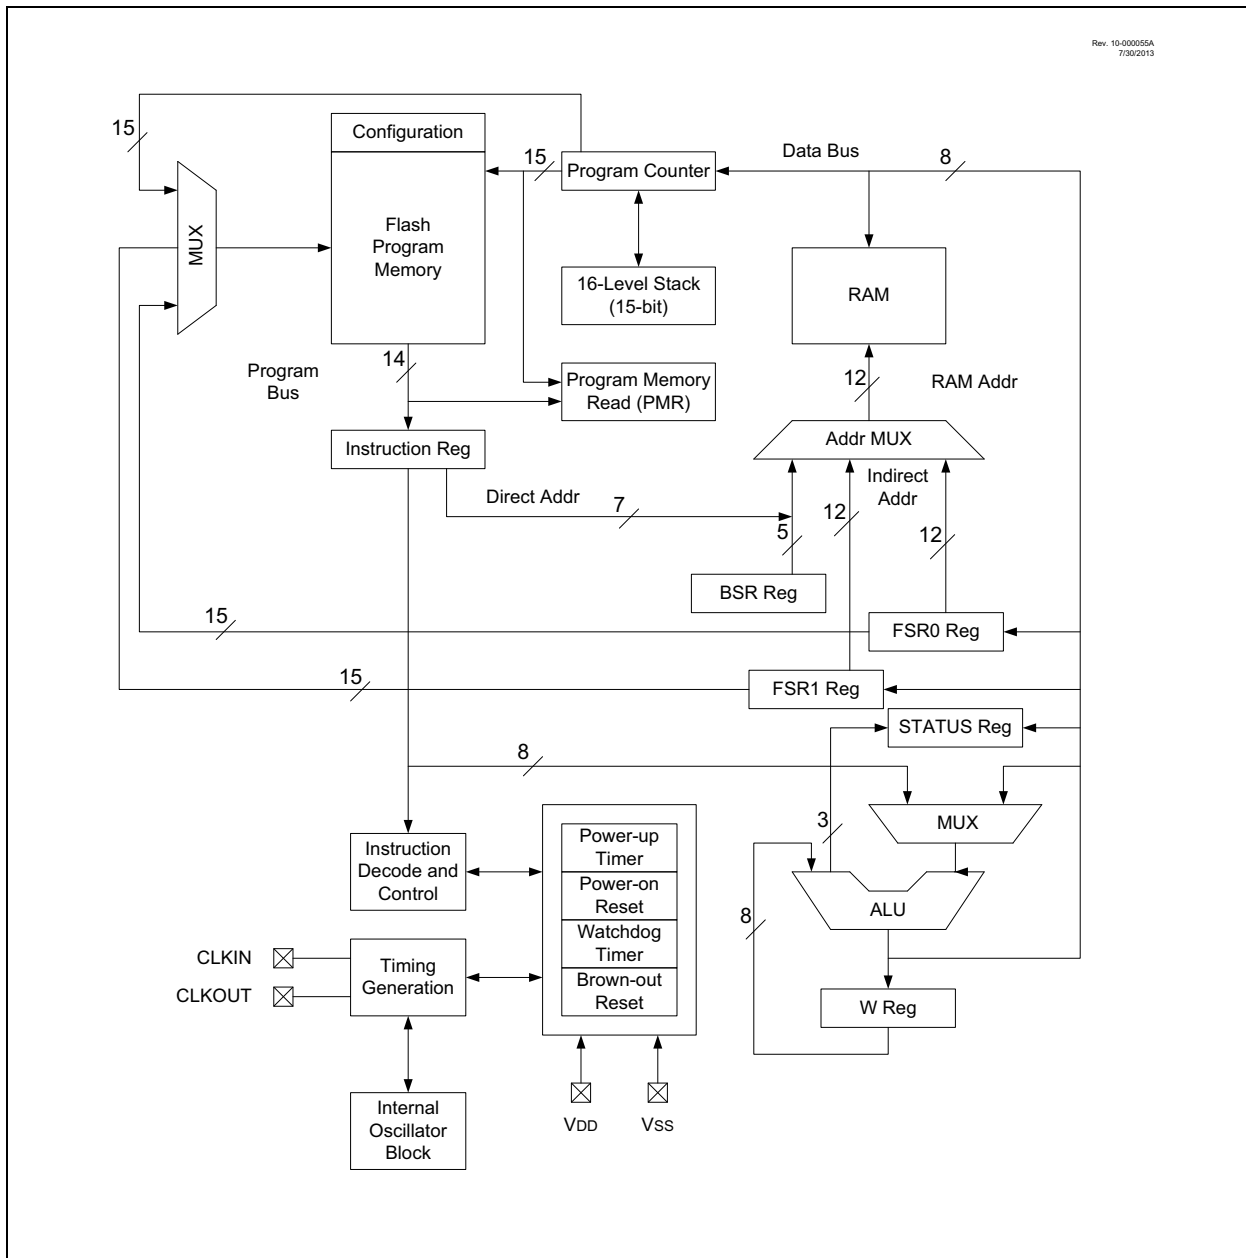 Rev. 10-000055A
7/30/2013
15
Configuration
15
Program Counter
Data Bus
8
MUX
Flash
Program
Memory
16-Level Stack
(15-bit)
RAM
Program
Bus
14
Program Memory
Read (PMR)
12
RAM Addr
Instruction Reg
Addr MUX
Direct Addr
7
Indirect
Addr
12
5
12
BSR Reg
15
FSR0 Reg
15
FSR1 Reg
STATUS Reg
8
3
MUX
Instruction
Decode and
Control
Power-up
Timer
Power-on
Reset
Watchdog
Timer
Brown-out
Reset
8
ALU
CLKIN
CLKOUT
Timing
Generation
W Reg
Internal
Oscillator
Block
VDD
VSS